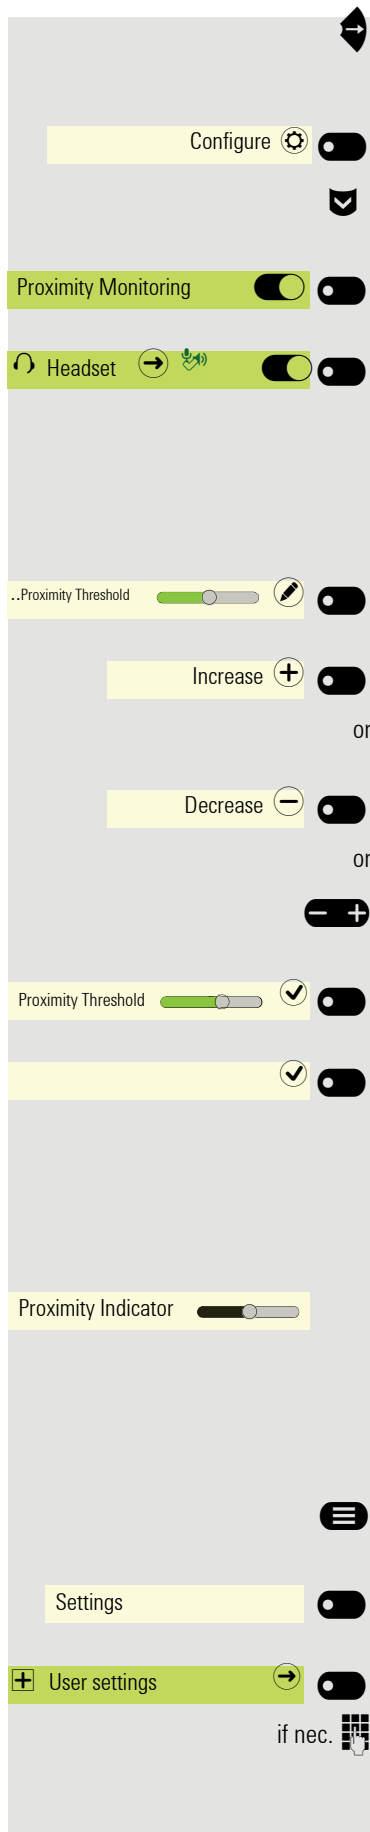 Configure
Proximity Monitoring
Headset
..Proximity Threshold
Increase
or
Decrease
or
Proximity Threshold
Proximity Indicator
Settings
User settings
if nec.